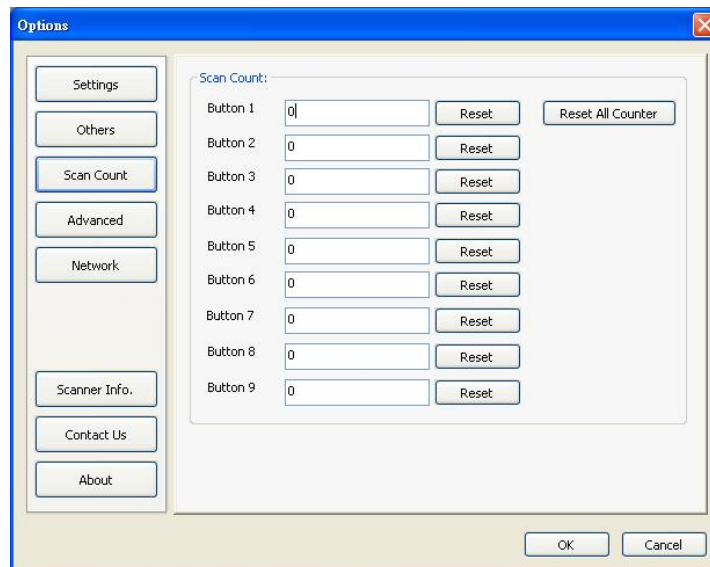 Options
Settings
Others
Scan Count
Advanced
Network
Scanner Info.
Contact Us
About
Scan Count:
Button 1 0 Reset Reset All Counter
Button 2 0 Reset
Button 3 0 Reset
Button 4 0 Reset
Button 5 0 Reset
Button 6 0 Reset
Button 7 0 Reset
Button 8 0 Reset
Button 9 0 Reset
OK Cancel